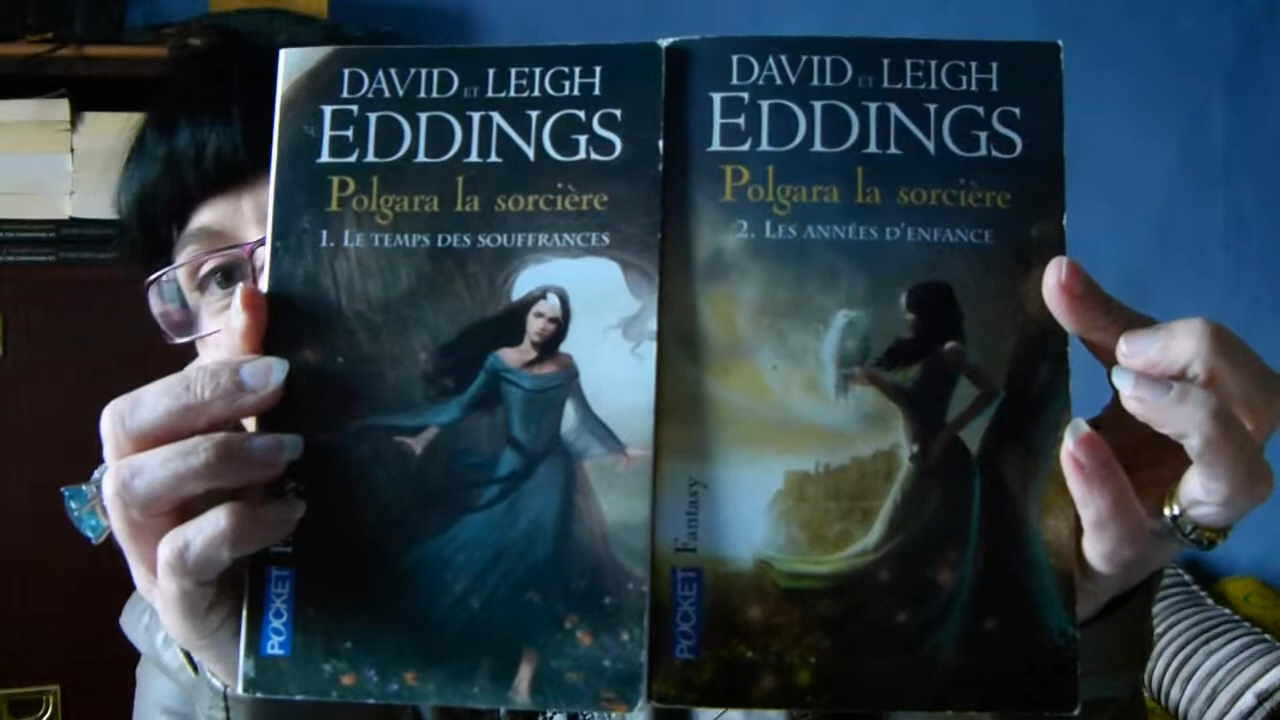 DAVID ET LEIGH
EDDINGS
Polgara la sorcière
1. LE TEMPS DES SOUFFRANCES
POCKET
DAVID ET LEIGH
EDDINGS
Polgara la sorcière
2. LES ANNÉES D'ENFANCE
POCKET Fantasy